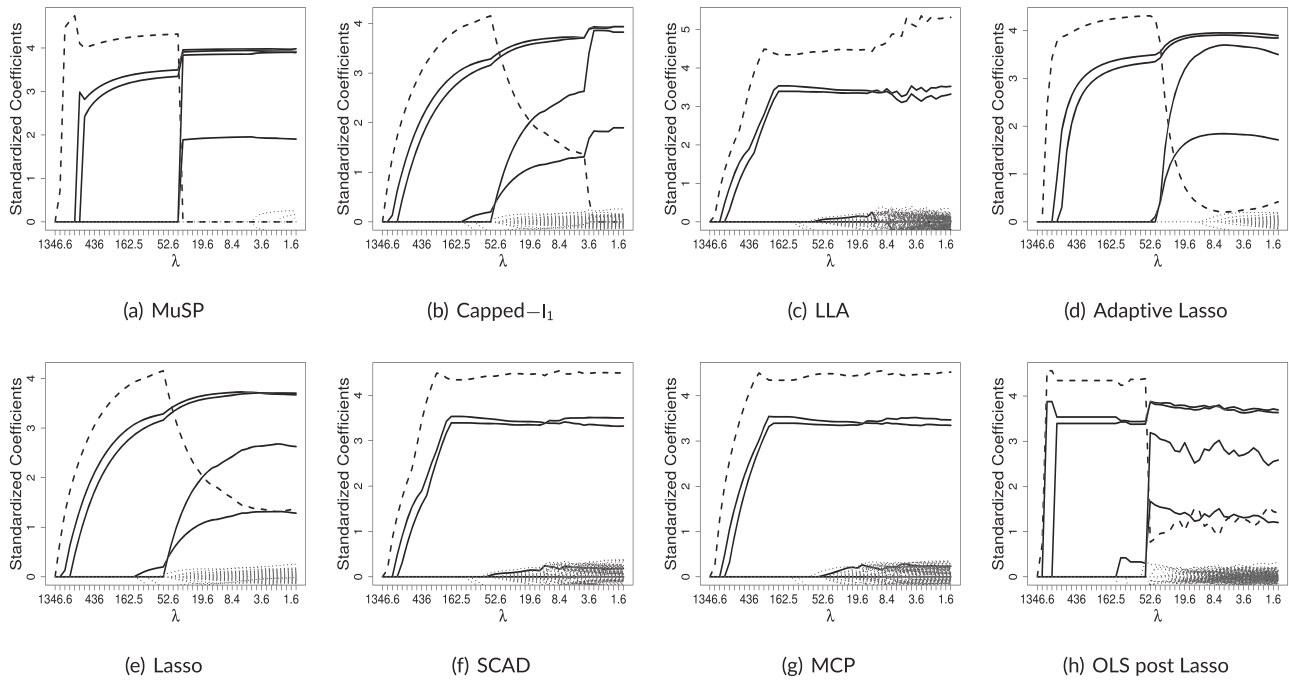 Standardized Coefficients
0 1 2 3 4
1346.6 436 162.5 52.6 19.6 8.4 3.6 1.6
λ
(a) MuSP
Standardized Coefficients
0 1 2 3 4
1346.6 436 162.5 52.6 19.6 8.4 3.6 1.6
λ
(b) Capped−l₁
Standardized Coefficients
0 1 2 3 4 5
1346.6 436 162.5 52.6 19.6 8.4 3.6 1.6
λ
(c) LLA
Standardized Coefficients
0 1 2 3 4
1346.6 436 162.5 52.6 19.6 8.4 3.6 1.6
λ
(d) Adaptive Lasso
Standardized Coefficients
0 1 2 3 4
1346.6 436 162.5 52.6 19.6 8.4 3.6 1.6
λ
(e) Lasso
Standardized Coefficients
0 1 2 3 4
1346.6 436 162.5 52.6 19.6 8.4 3.6 1.6
λ
(f) SCAD
Standardized Coefficients
0 1 2 3 4
1346.6 436 162.5 52.6 19.6 8.4 3.6 1.6
λ
(g) MCP
Standardized Coefficients
0 1 2 3 4
1346.6 436 162.5 52.6 19.6 8.4 3.6 1.6
λ
(h) OLS post Lasso